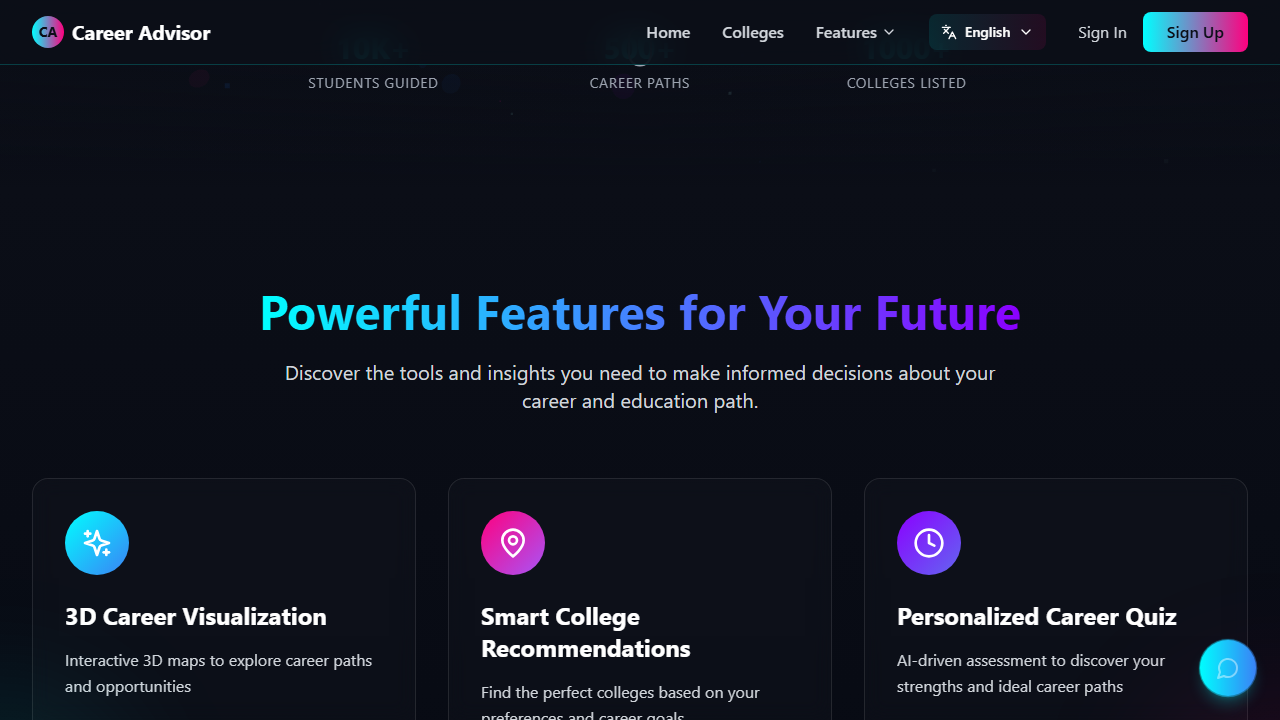 CA Career Advisor
Home
Colleges
Features
English
Sign In
Sign Up
10K+
500+
1000+
STUDENTS GUIDED
CAREER PATHS
COLLEGES LISTED
Powerful Features for Your Future
Discover the tools and insights you need to make informed decisions about your
career and education path.
3D Career Visualization
Interactive 3D maps to explore career paths
and opportunities
Smart College
Recommendations
Find the perfect colleges based on your
preferences and career goals
Personalized Career Quiz
AI-driven assessment to discover your
strengths and ideal career paths